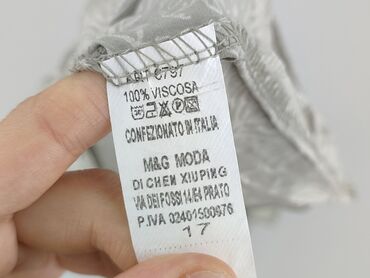 ART C797
100% VISCOSA
CONFEZIONATO IN ITALIA
M&G MODA
DI CHEN XIUPING
VIA DEI FOSSI 14/E4 PRATO
P.IVA 02401500976
17